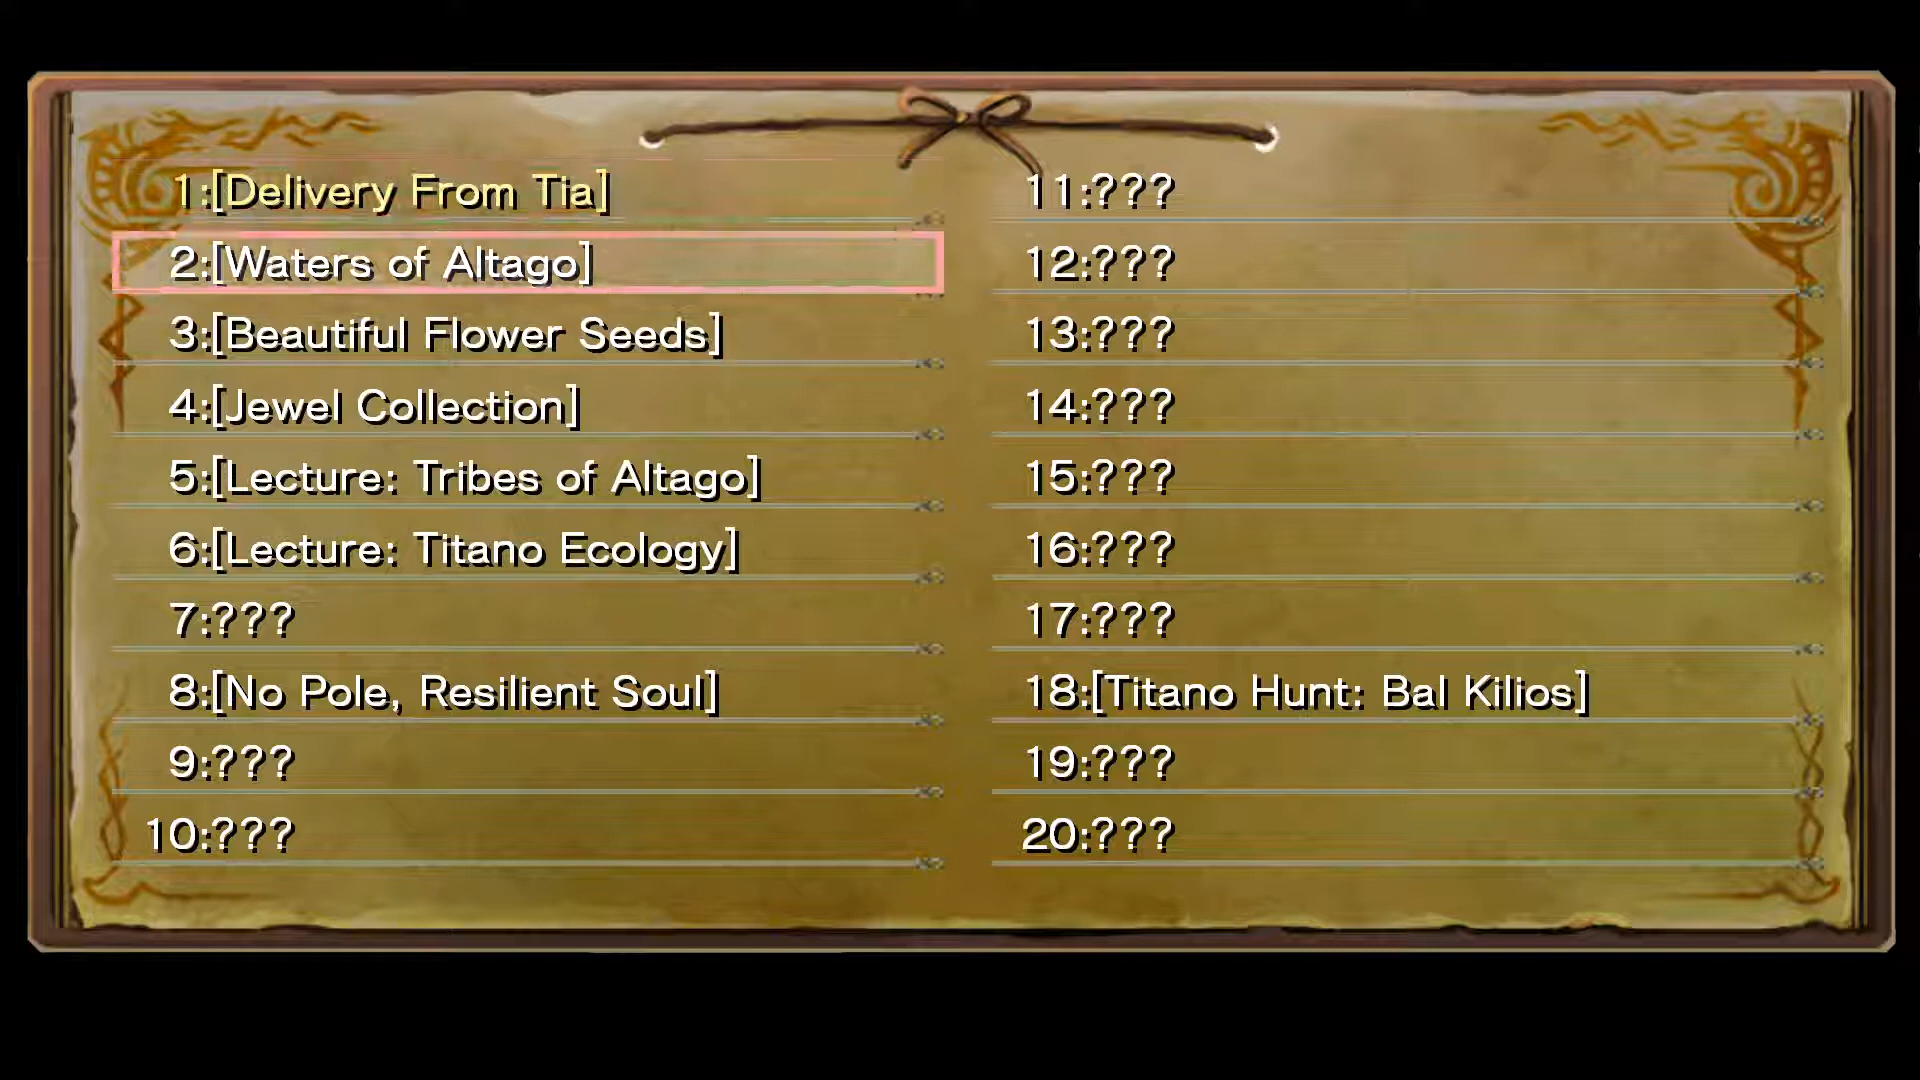 1:[Delivery From Tia]
2:[Waters of Altago]
3:[Beautiful Flower Seeds]
4:[Jewel Collection]
5:[Lecture: Tribes of Altago]
6:[Lecture: Titano Ecology]
7:???
8:[No Pole, Resilient Soul]
9:???
10:???
11:???
12:???
13:???
14:???
15:???
16:???
17:???
18:[Titano Hunt: Bal Kilios]
19:???
20:???